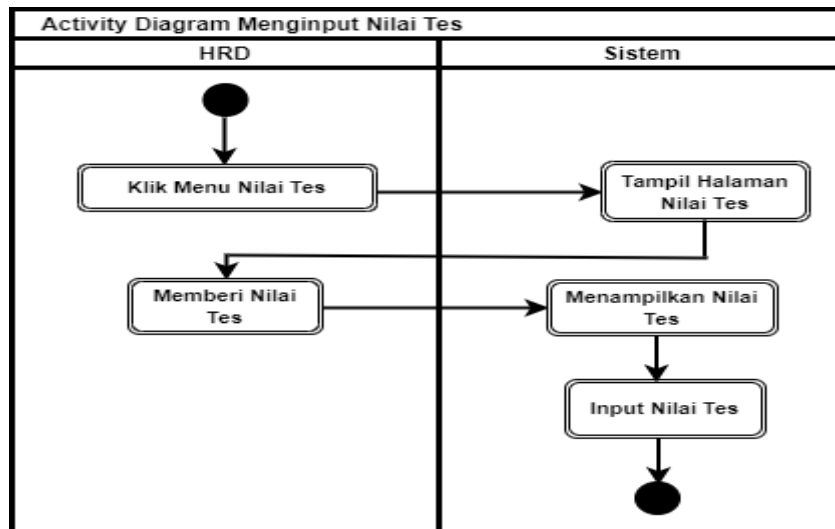 Activity Diagram Menginput Nilai Tes
HRD
Sistem
Klik Menu Nilai Tes
Tampil Halaman
Nilai Tes
Memberi Nilai
Tes
Menampilkan Nilai
Tes
Input Nilai Tes